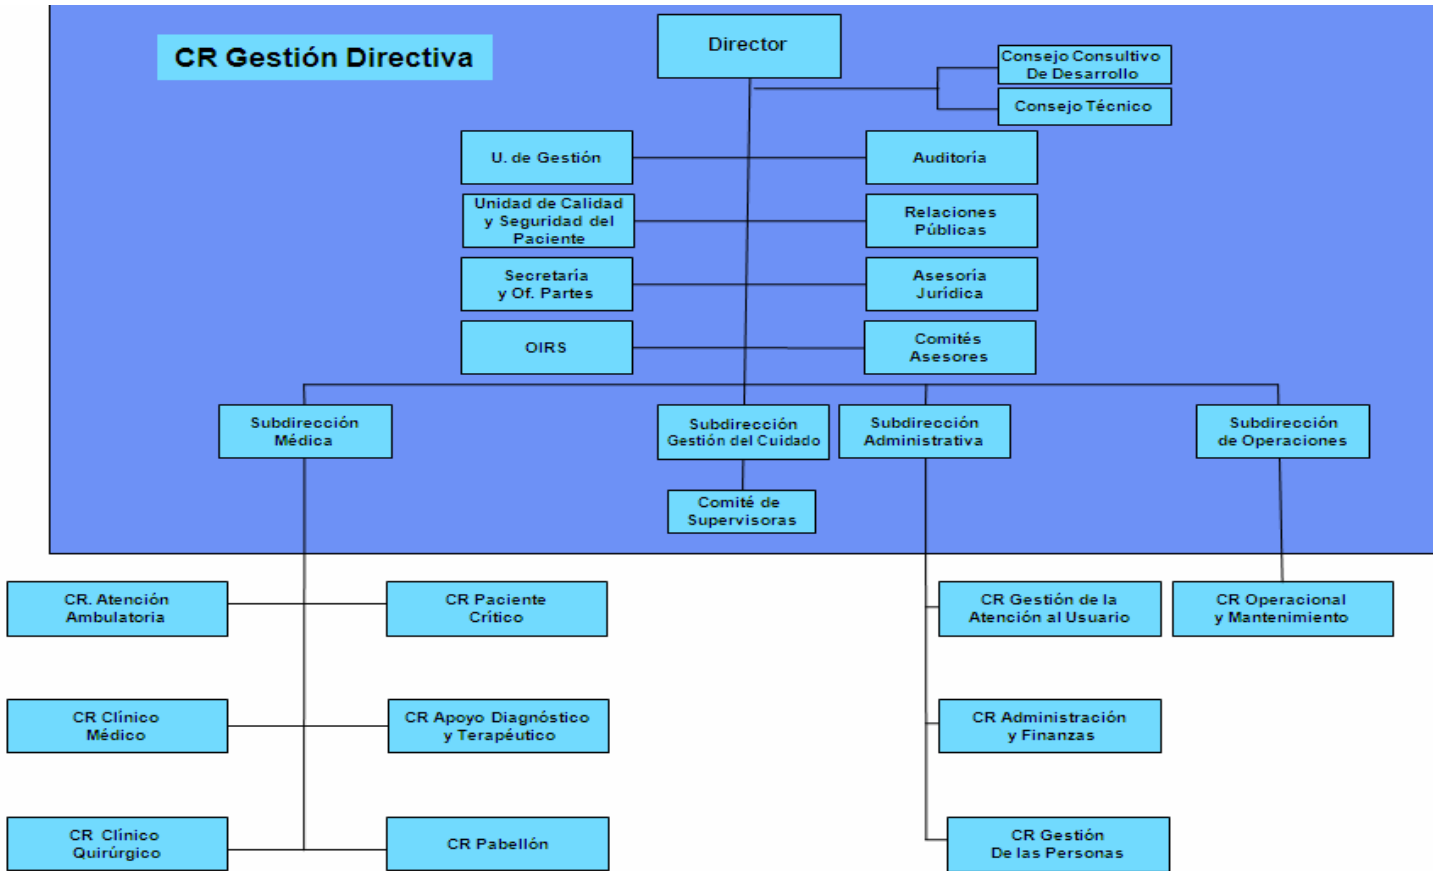 CR Gestión Directiva
Director
Consejo Consultivo
De Desarrollo
Consejo Técnico
U. de Gestión
Auditoría
Unidad de Calidad
y Seguridad del
Paciente
Relaciones
Públicas
Secretaría
y Of. Partes
Asesoría
Jurídica
OIRS
Comités
Asesores
Subdirección
Médica
Subdirección
Gestión del Cuidado
Subdirección
Administrativa
Subdirección
de Operaciones
Comité de
Supervisoras
CR. Atención
Ambulatoria
CR Paciente
Crítico
CR Gestión de la
Atención al Usuario
CR Operacional
y Mantenimiento
CR Clínico
Médico
CR Apoyo Diagnóstico
y Terapéutico
CR Administración
y Finanzas
CR Clínico
Quirúrgico
CR Pabellón
CR Gestión
De las Personas